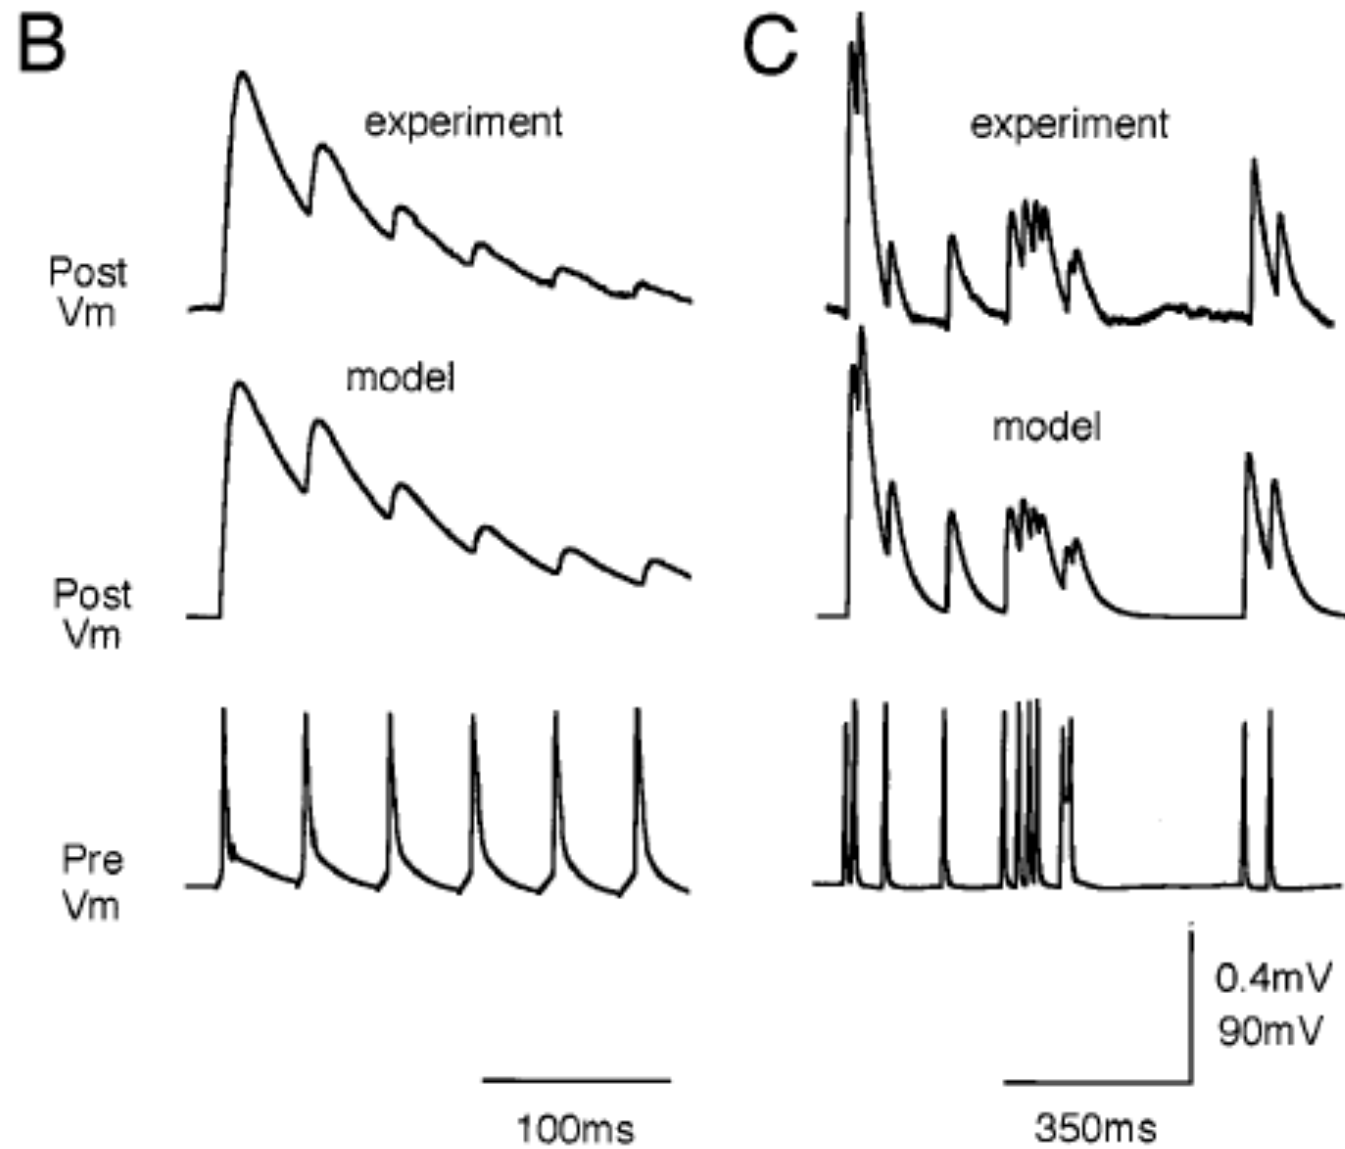 B
experiment
Post
Vm
model
Post
Vm
Pre
Vm
100ms
C
experiment
model
0.4mV
90mV
350ms